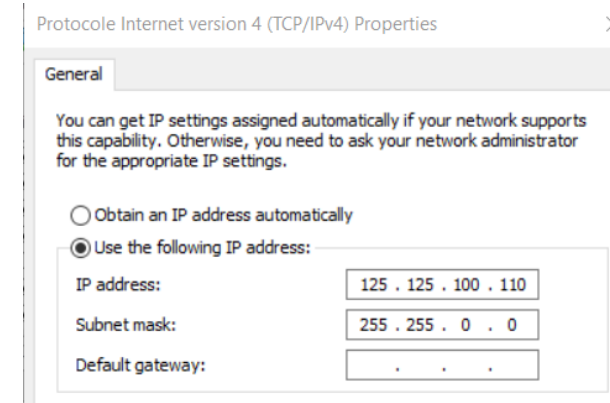 Protocole Internet version 4 (TCP/IPv4) Properties
General
You can get IP settings assigned automatically if your network supports
this capability. Otherwise, you need to ask your network administrator
for the appropriate IP settings.
Obtain an IP address automatically
Use the following IP address:
IP address: 125 . 125 . 100 . 110
Subnet mask: 255 . 255 . 0 . 0
Default gateway: . . .